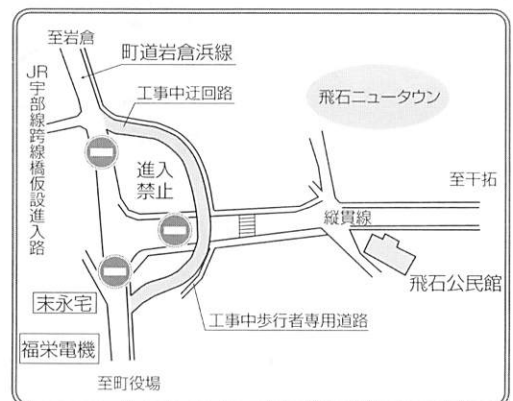 至岩倉
町道岩倉浜線
JR宇部線跨線橋仮設進入路
工事中迂回路
飛石ニュータウン
進入
禁止
至干拓
縦貫線
飛石公民館
末永宅
工事中歩行者専用道路
福栄電機
至町役場